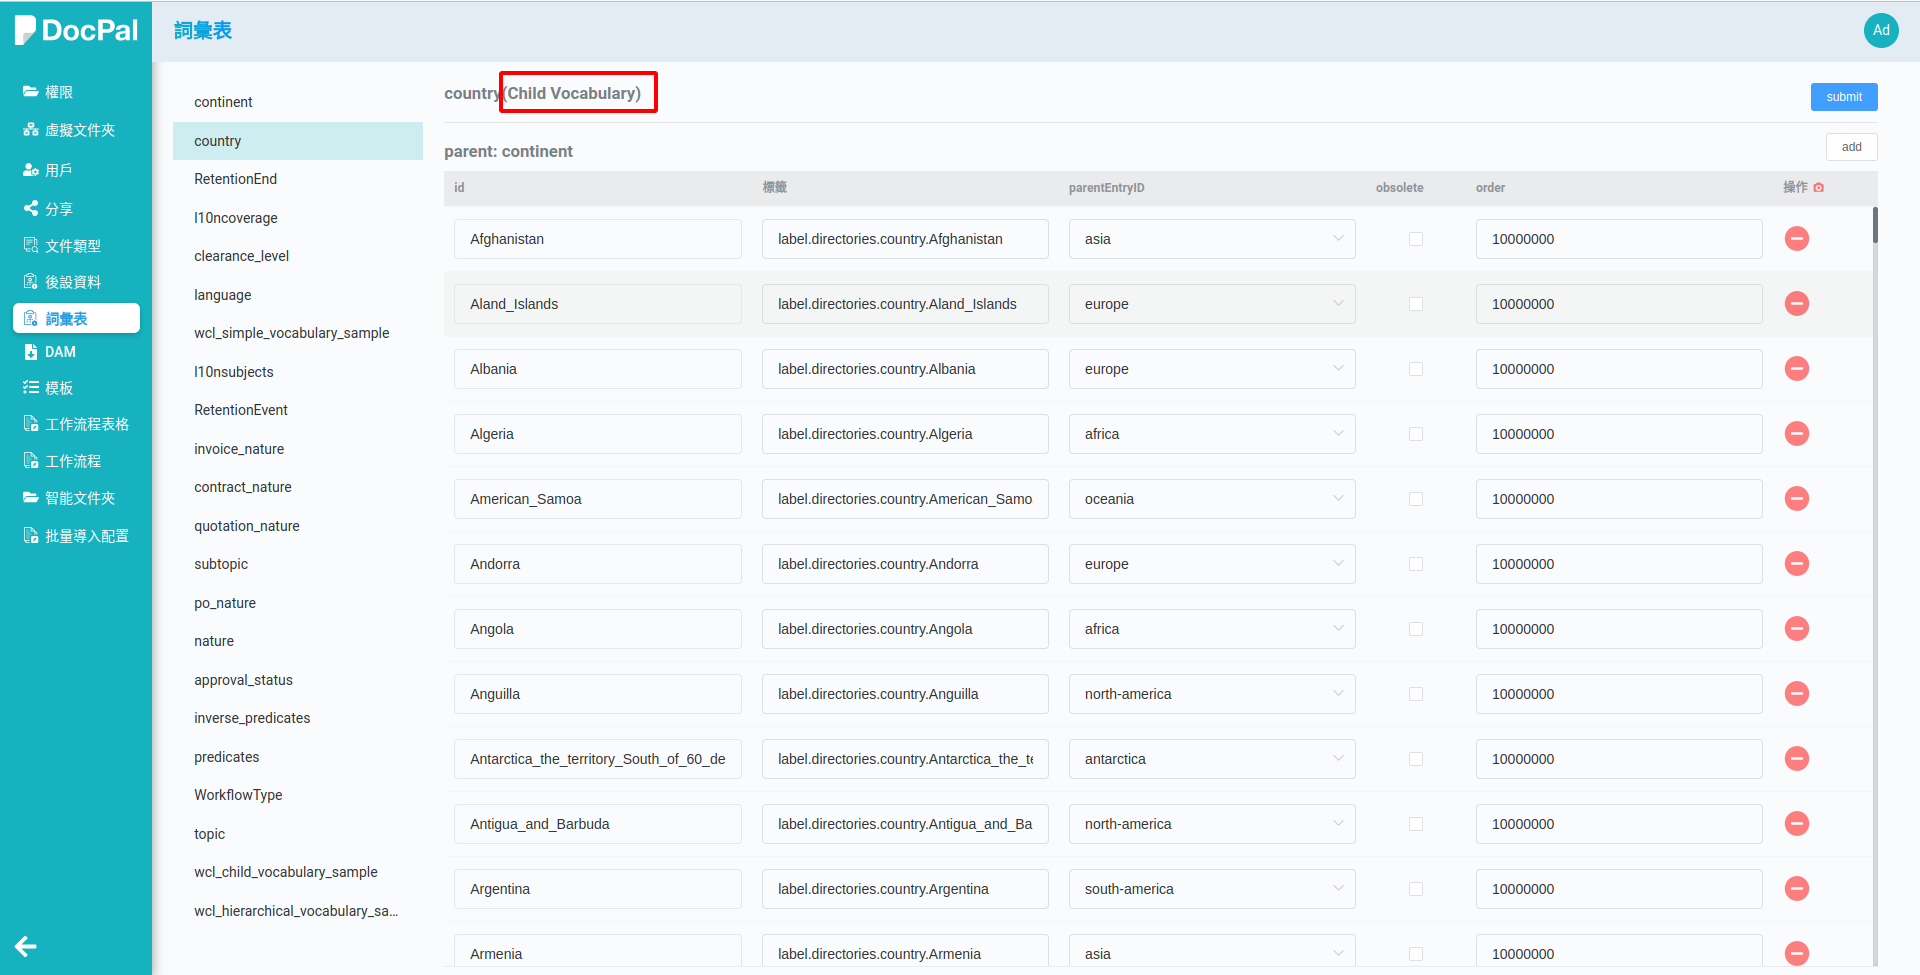 DocPal
詞彙表
Ad
權限
虛擬文件夾
用戶
分享
文件類型
後設資料
詞彙表
DAM
模板
工作流程表格
工作流程
智能文件夾
批量導入配置
continent
country
RetentionEnd
l10ncoverage
clearance_level
language
wcl_simple_vocabulary_sample
l10nsubjects
RetentionEvent
invoice_nature
contract_nature
quotation_nature
subtopic
po_nature
nature
approval_status
inverse_predicates
predicates
WorkflowType
topic
wcl_child_vocabulary_sample
wcl_hierarchical_vocabulary_sa...
country(Child Vocabulary)
submit
parent: continent
add
id 標籤 parentEntryID obsolete order 操作
Afghanistan label.directories.country.Afghanistan asia 10000000
Aland_Islands label.directories.country.Aland_Islands europe 10000000
Albania label.directories.country.Albania europe 10000000
Algeria label.directories.country.Algeria africa 10000000
American_Samoa label.directories.country.American_Samo oceania 10000000
Andorra label.directories.country.Andorra europe 10000000
Angola label.directories.country.Angola africa 10000000
Anguilla label.directories.country.Anguilla north-america 10000000
Antarctica_the_territory_South_of_60_de label.directories.country.Antarctica_the_te antarctica 10000000
Antigua_and_Barbuda label.directories.country.Antigua_and_Ba north-america 10000000
Argentina label.directories.country.Argentina south-america 10000000
Armenia label.directories.country.Armenia asia 10000000